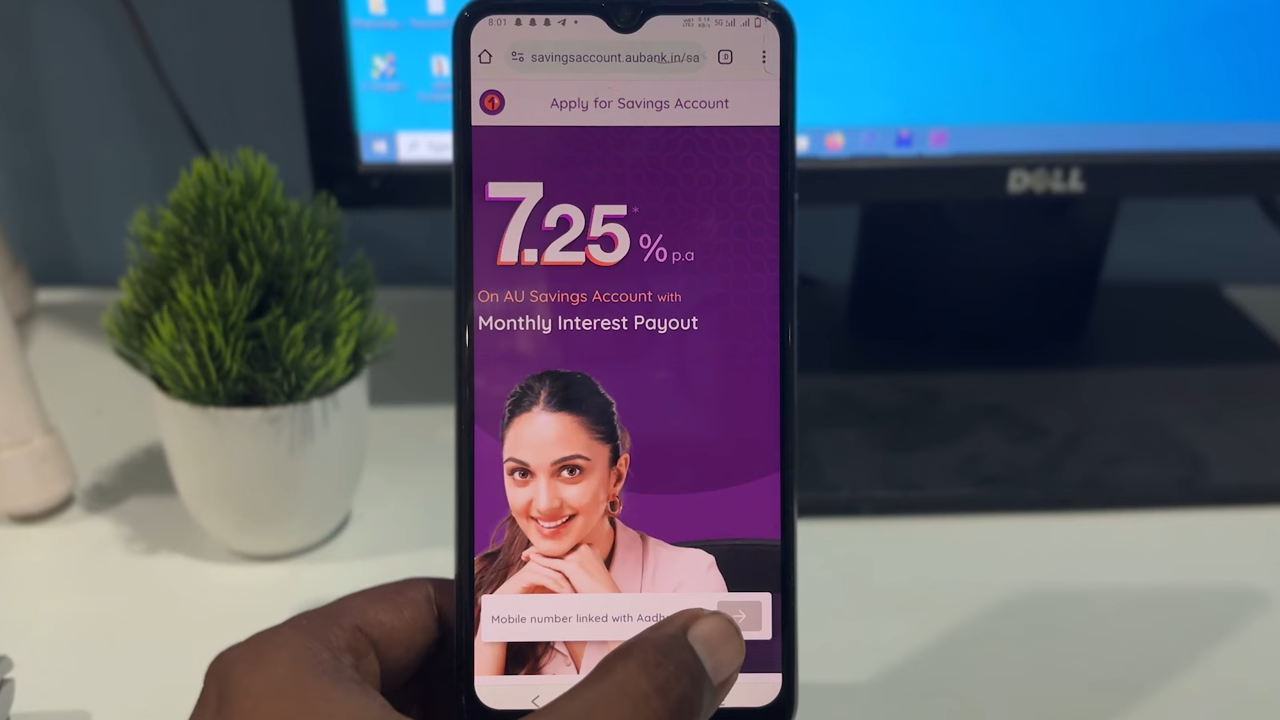 8:01
5G
savingsaccount.aubank.in/sa
Apply for Savings Account
7.25*% p.a
On AU Savings Account with
Monthly Interest Payout
Mobile number linked with
DELL